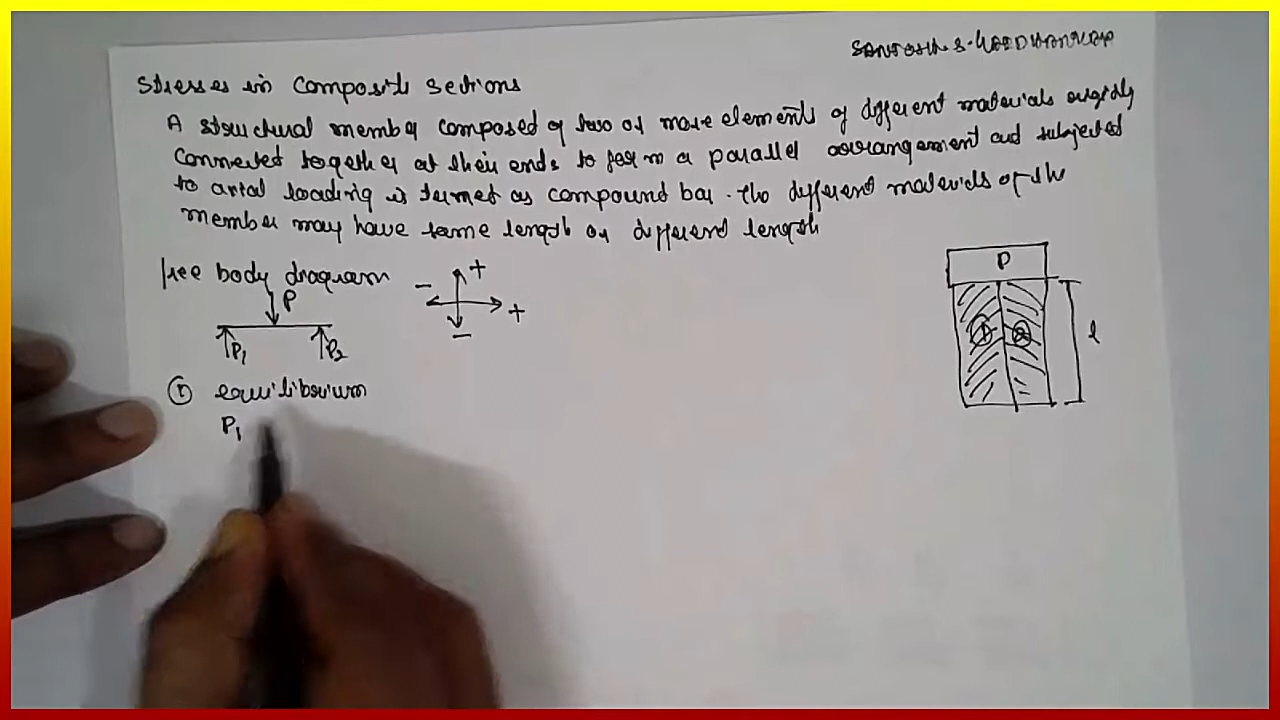 Stresses in Composite Sections
A structural member composed of two or more elements of different materials rigidly
connected together at their ends to form a parallel arrangement and subjected
to axial loading is termed as compound bar. The different materials of the
member may have same length or different length
free body diagram
P
P1
P2
+
-
+
-
P
1
2
l
① equilibrium
P1